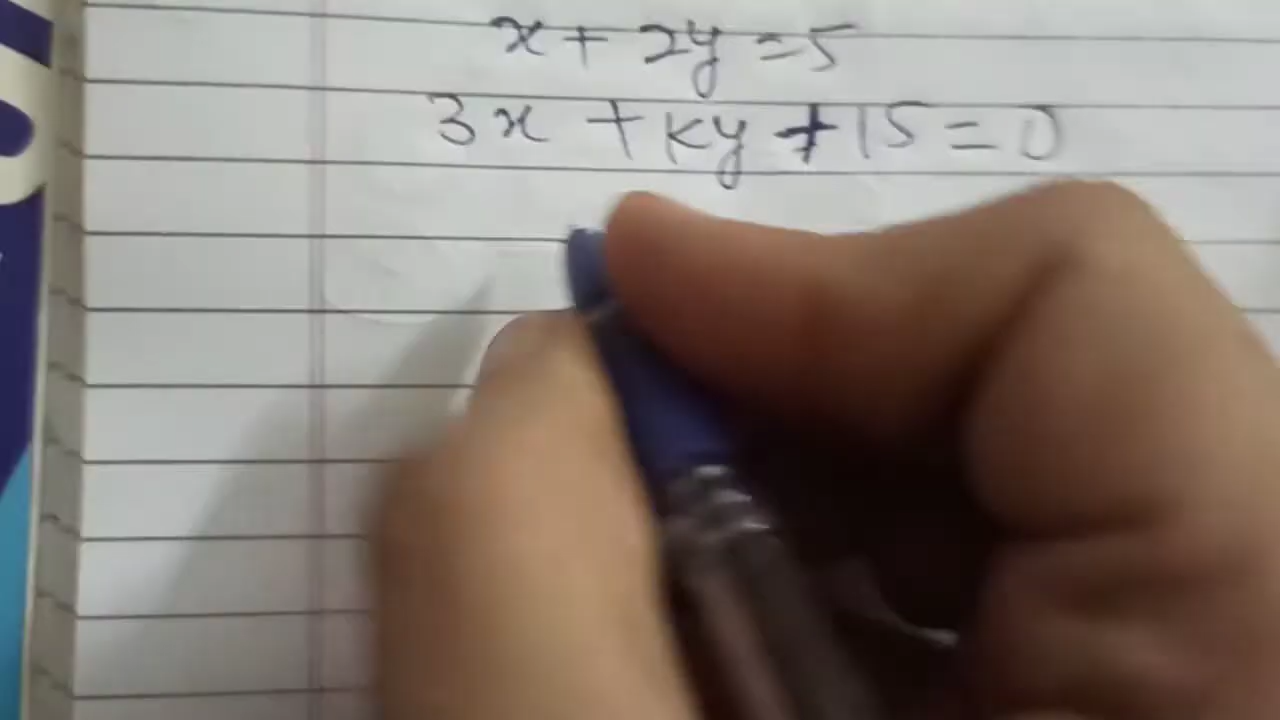 x + 2y = 5
3x + ky + 15 = 0